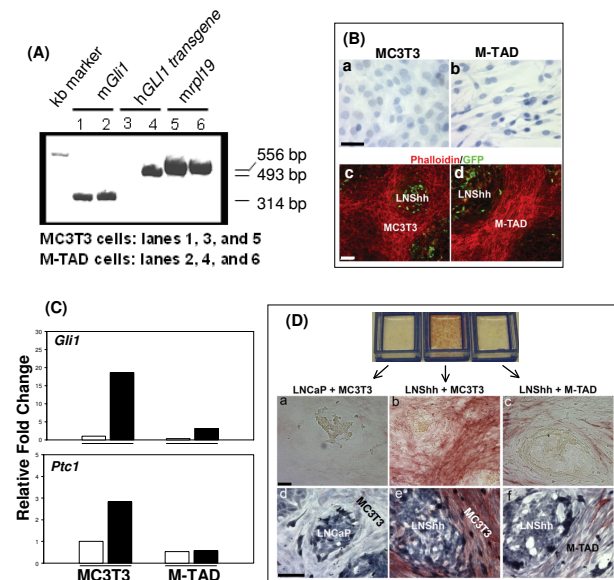 (A)
kb marker
mGli1
hGLI1 transgene
mrpl19
1 2 3 4 5 6
556 bp
493 bp
314 bp
MC3T3 cells: lanes 1, 3, and 5
M-TAD cells: lanes 2, 4, and 6
(B)
MC3T3 M-TAD
a b
Phalloidin/GFP
c d
LNShh LNShh
MC3T3 M-TAD
(C)
Relative Fold Change
Gli1
30
25
20
15
10
5
0
Ptc1
5
4
3
2
1
0
MC3T3 M-TAD
(D)
LNCaP + MC3T3 LNShh + MC3T3 LNShh + M-TAD
a b c
d e f
LNCaP MC3T3 LNShh MC3T3 LNShh M-TAD